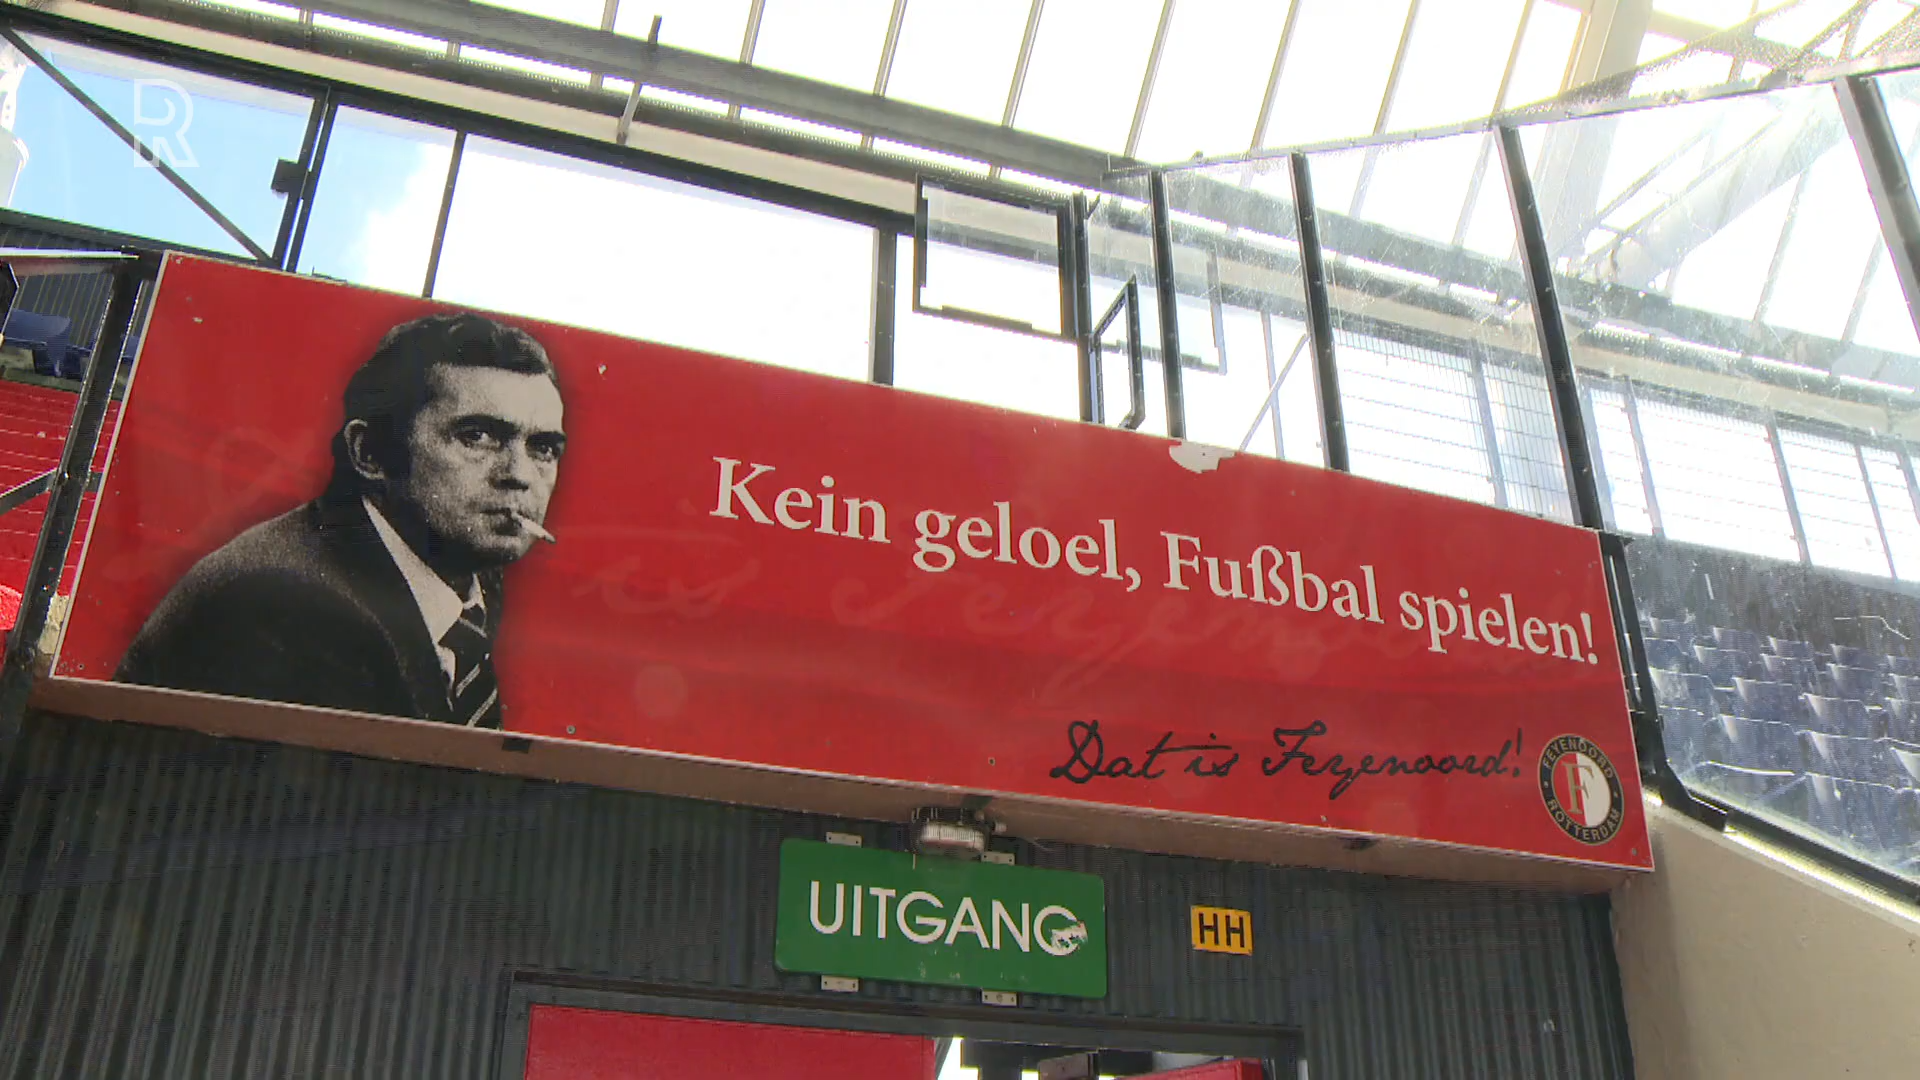 R
Kein geloel, Fußbal spielen!
Dat is Feyenoord!
FEYENOORD
F
ROTTERDAM
UITGANG
HH